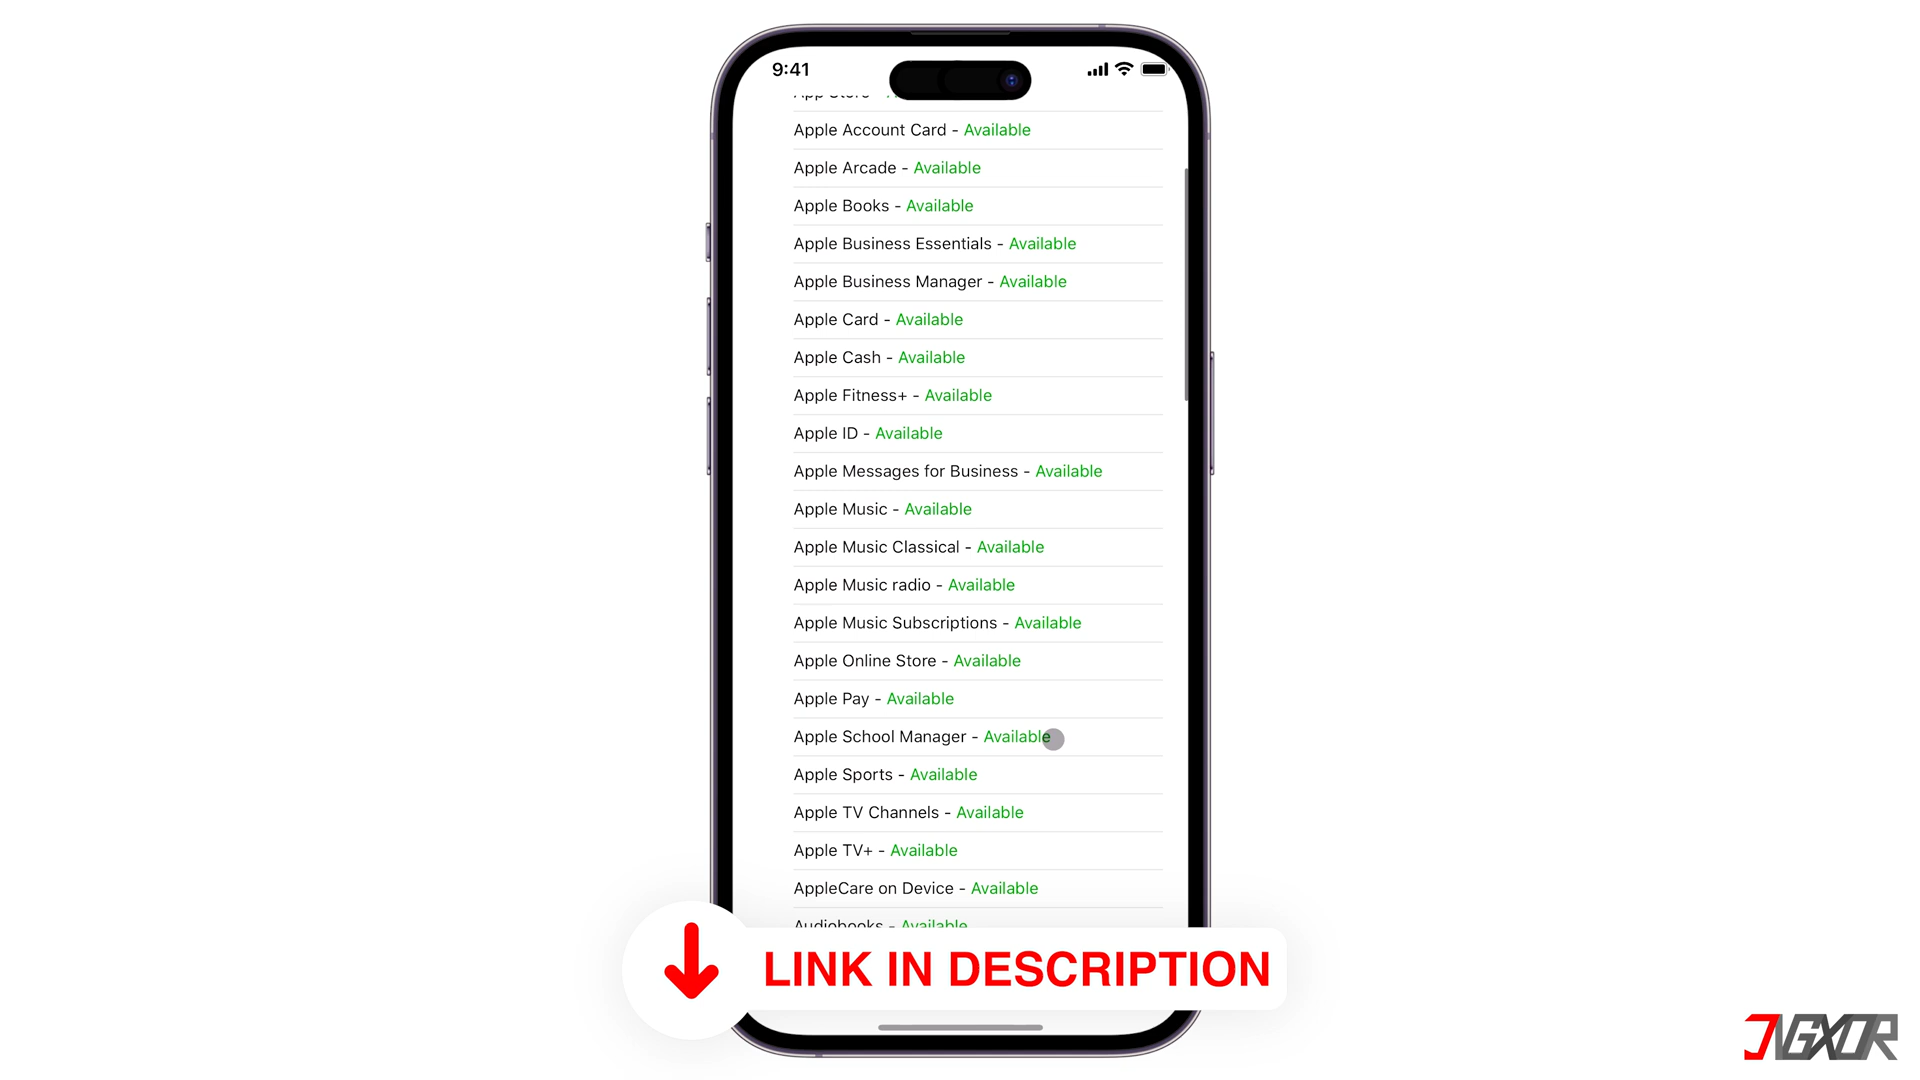 9:41
App Store -
Apple Account Card - Available
Apple Arcade - Available
Apple Books - Available
Apple Business Essentials - Available
Apple Business Manager - Available
Apple Card - Available
Apple Cash - Available
Apple Fitness+ - Available
Apple ID - Available
Apple Messages for Business - Available
Apple Music - Available
Apple Music Classical - Available
Apple Music radio - Available
Apple Music Subscriptions - Available
Apple Online Store - Available
Apple Pay - Available
Apple School Manager - Available
Apple Sports - Available
Apple TV Channels - Available
Apple TV+ - Available
AppleCare on Device - Available
Audiobooks - Available
LINK IN DESCRIPTION